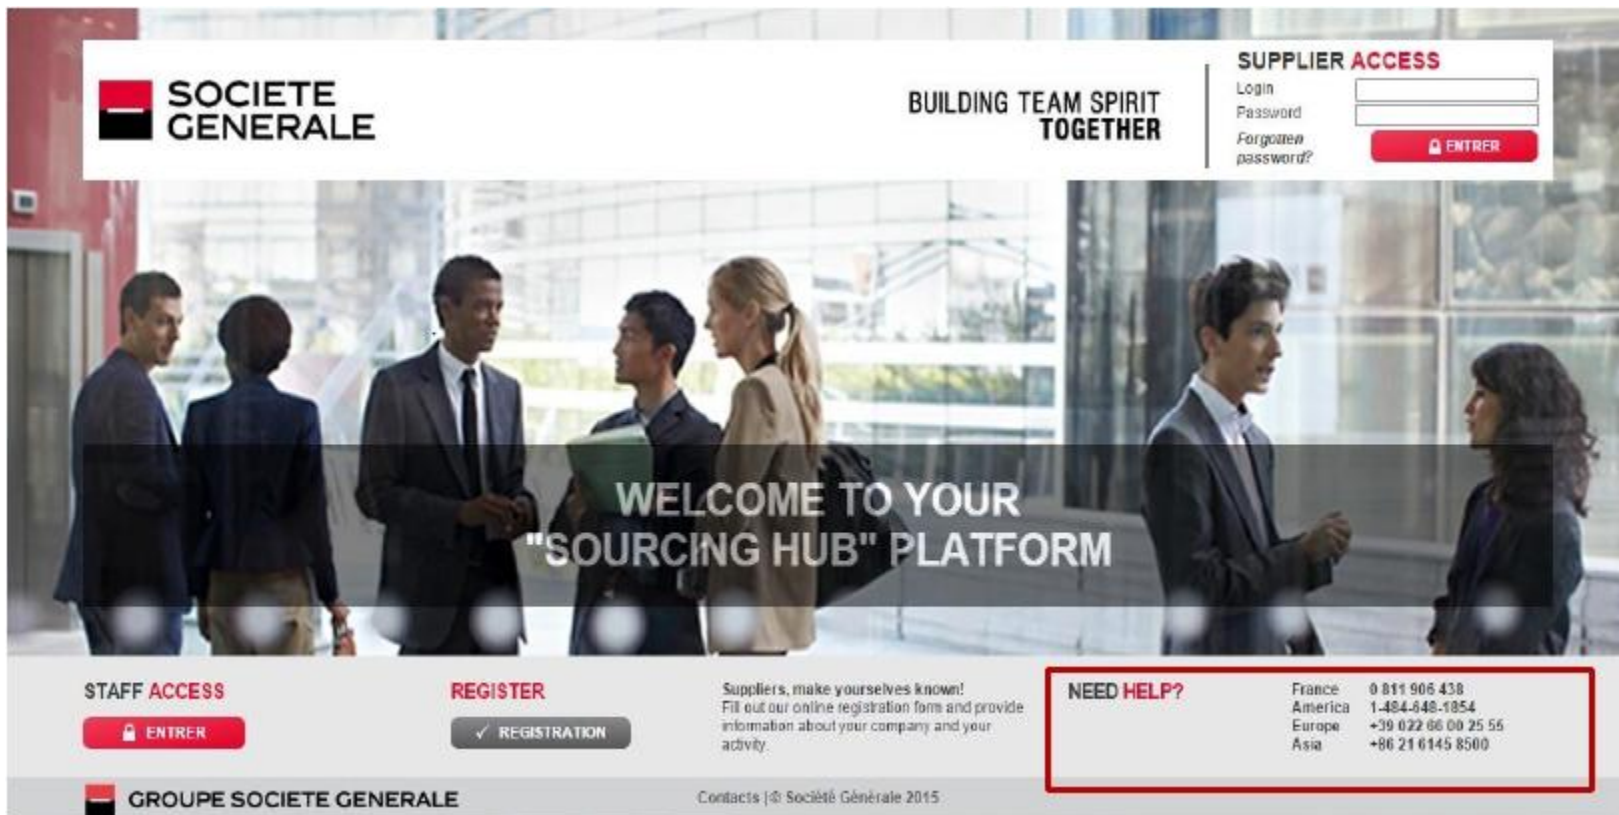 SOCIETE
GENERALE
BUILDING TEAM SPIRIT
TOGETHER
SUPPLIER ACCESS
Login
Password
Forgotten
password?
ENTRER
WELCOME TO YOUR
"SOURCING HUB" PLATFORM
STAFF ACCESS
ENTRER
REGISTER
REGISTRATION
Suppliers, make yourselves known!
Fill out our online registration form and provide
information about your company and your
activity.
NEED HELP?
France 0 811 906 438
America 1-484-648-1854
Europe +39 022 66 00 25 55
Asia +86 21 6145 8500
GROUPE SOCIETE GENERALE
Contacts | © Société Générale 2015